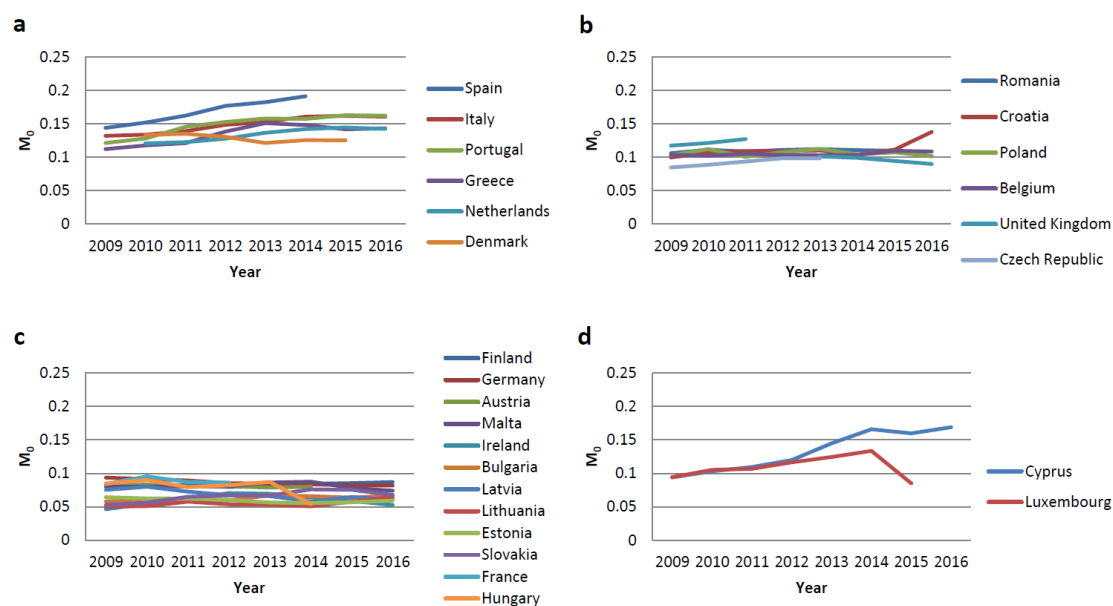 a
0.25
0.2
0.15
0.1
0.05
0
M0
2009 2010 2011 2012 2013 2014 2015 2016
Year
Spain
Italy
Portugal
Greece
Netherlands
Denmark
b
0.25
0.2
0.15
0.1
0.05
0
M0
2009 2010 2011 2012 2013 2014 2015 2016
Year
Romania
Croatia
Poland
Belgium
United Kingdom
Czech Republic
c
0.25
0.2
0.15
0.1
0.05
0
M0
2009 2010 2011 2012 2013 2014 2015 2016
Year
Finland
Germany
Austria
Malta
Ireland
Bulgaria
Latvia
Lithuania
Estonia
Slovakia
France
Hungary
d
0.25
0.2
0.15
0.1
0.05
0
M0
2009 2010 2011 2012 2013 2014 2015 2016
Year
Cyprus
Luxembourg